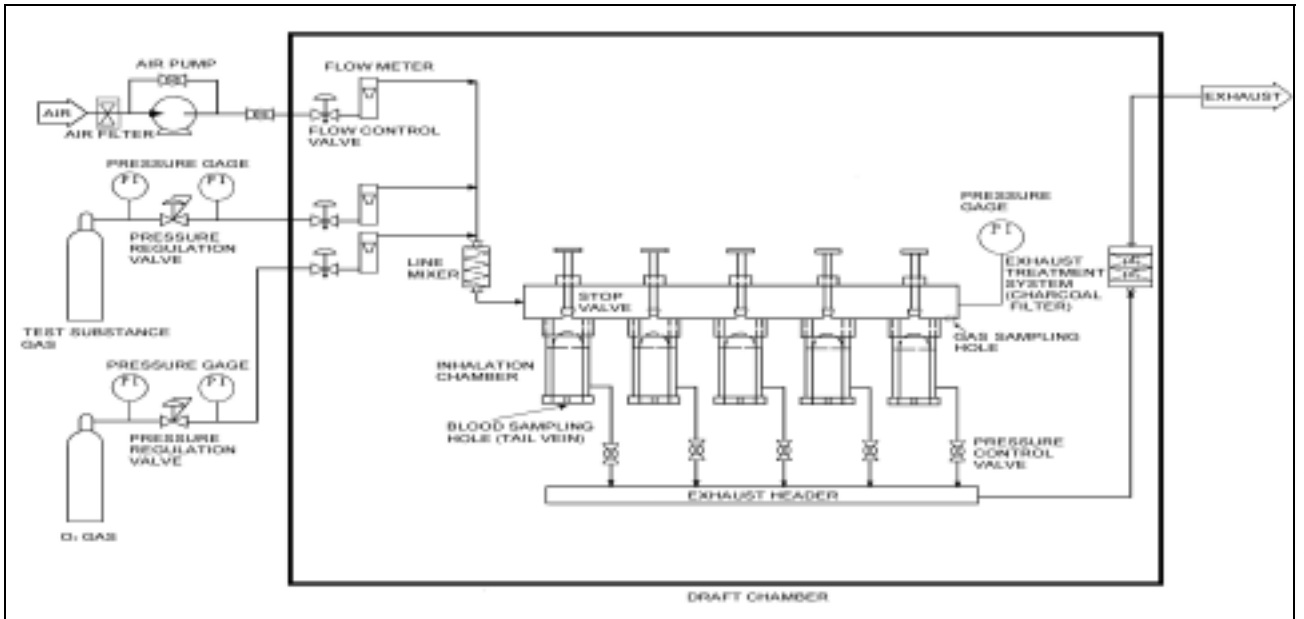 AIR PUMP
AIR
AIR FILTER
FLOW METER
FLOW CONTROL
VALVE
EXHAUST
PRESSURE GAGE
PI
PI
PRESSURE
REGULATION
VALVE
TEST SUBSTANCE
GAS
LINE
MIXER
STOP
VALVE
PRESSURE
GAGE
PI
EXHAUST
TREATMENT
SYSTEM
(CHARCOAL
FILTER)
GAS SAMPLING
HOLE
INHALATION
CHAMBER
BLOOD SAMPLING
HOLE (TAIL VEIN)
PRESSURE GAGE
PI
PI
PRESSURE
REGULATION
VALVE
O₂ GAS
PRESSURE
CONTROL
VALVE
EXHAUST HEADER
DRAFT CHAMBER